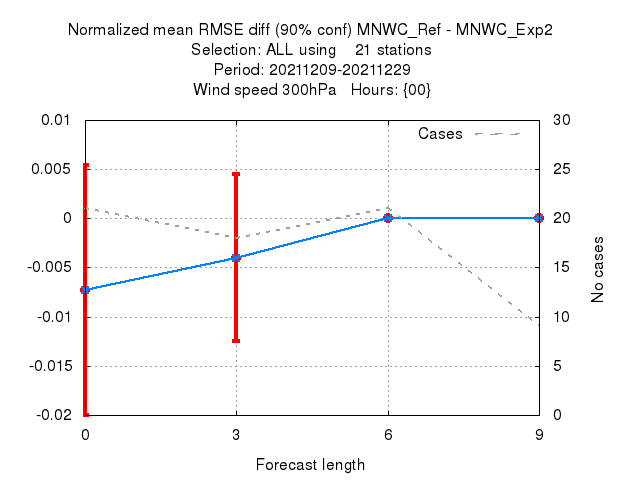 Normalized mean RMSE diff (90% conf) MNWC_Ref - MNWC_Exp2
Selection: ALL using 21 stations
Period: 20211209-20211229
Wind speed 300hPa Hours: {00}
0.01 30
Cases
0.005 25
0 20
-0.005 15
-0.01 10
-0.015 5
-0.02 0
No cases
0 3 6 9
Forecast length